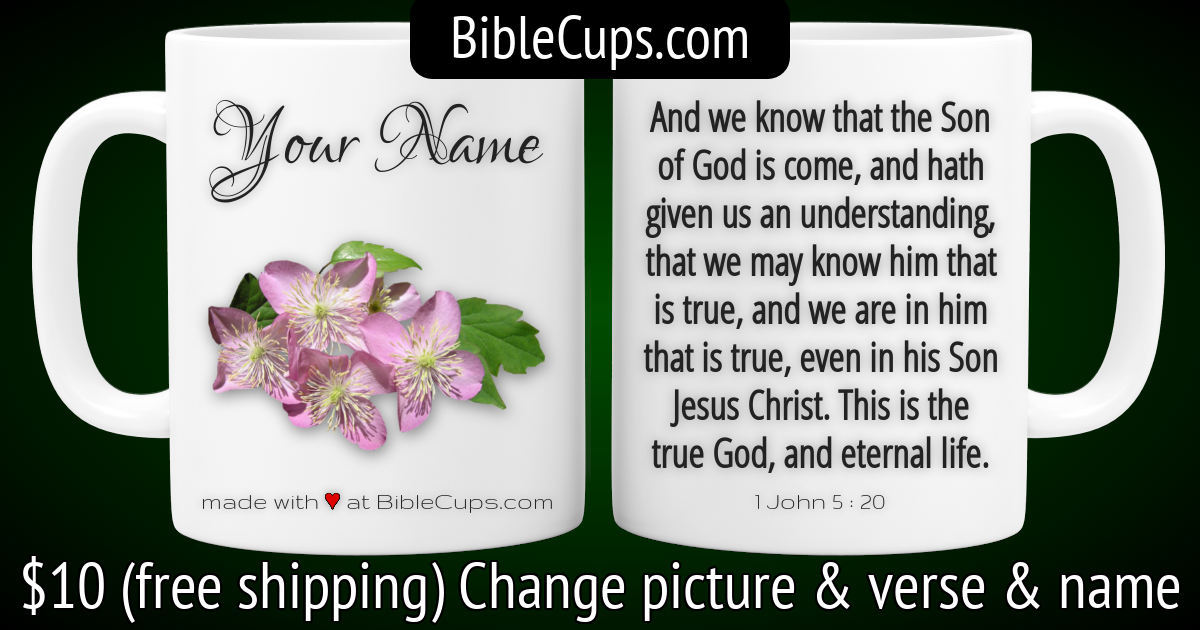 BibleCups.com
Your Name
made with ♥ at BibleCups.com
And we know that the Son
of God is come, and hath
given us an understanding,
that we may know him that
is true, and we are in him
that is true, even in his Son
Jesus Christ. This is the
true God, and eternal life.
1 John 5 : 20
$10 (free shipping) Change picture & verse & name